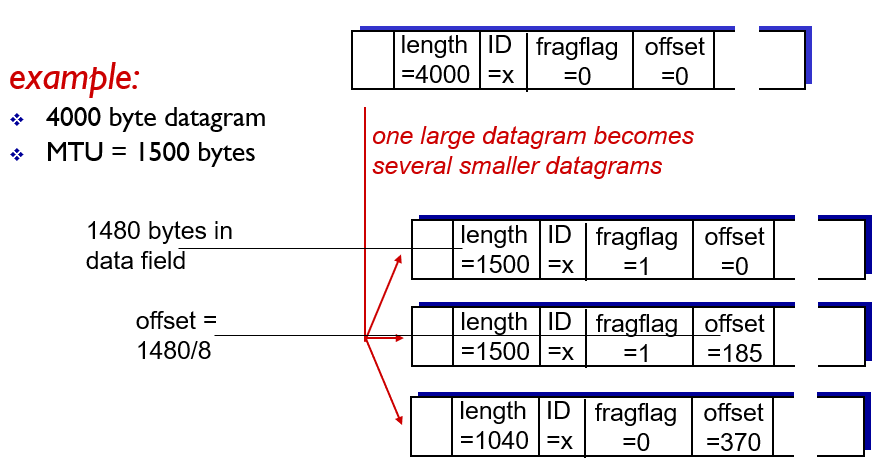 example:
❖ 4000 byte datagram
❖ MTU = 1500 bytes
length ID fragflag offset
=4000 =x =0 =0
one large datagram becomes
several smaller datagrams
1480 bytes in
data field
length ID fragflag offset
=1500 =x =1 =0
offset =
1480/8
length ID fragflag offset
=1500 =x =1 =185
length ID fragflag offset
=1040 =x =0 =370